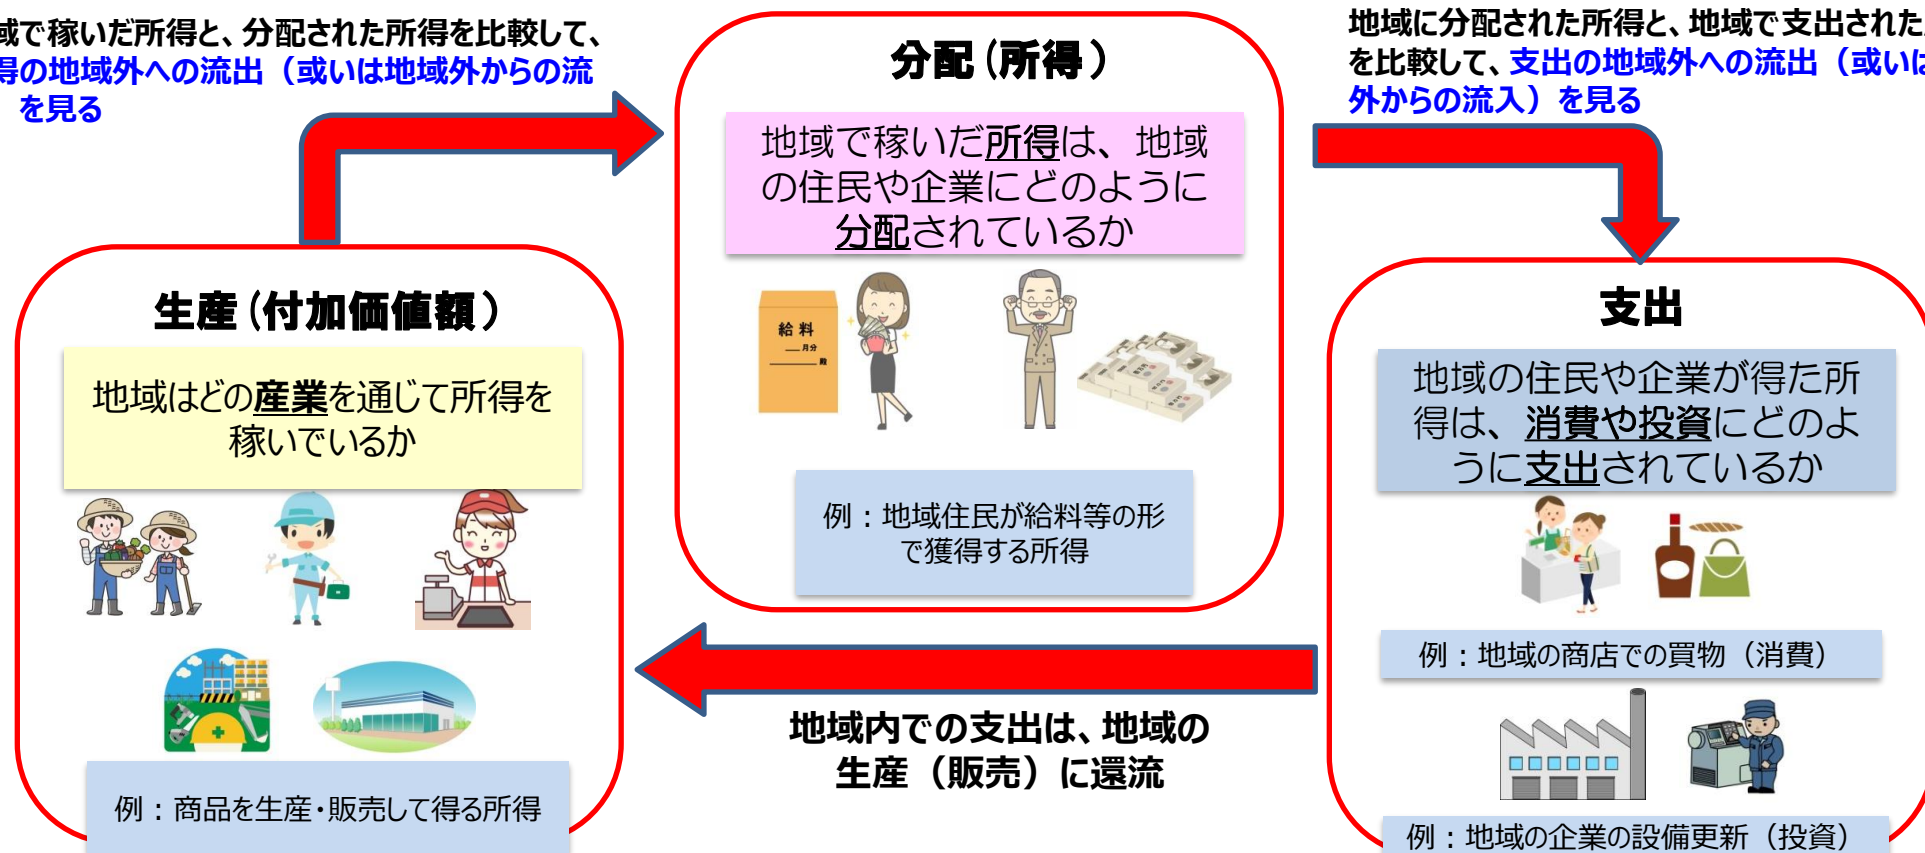 域で稼いだ所得と、分配された所得を比較して、
得の地域外への流出（或いは地域外からの流
を見る
分配(所得)
地域で稼いだ所得は、地域
の住民や企業にどのように
分配されているか
給料
月分
殿
例：地域住民が給料等の形
で獲得する所得
地域に分配された所得と、地域で支出された
を比較して、支出の地域外への流出（或いは
外からの流入）を見る
生産(付加価値額)
地域はどの産業を通じて所得を
稼いでいるか
例：商品を生産・販売して得る所得
支出
地域の住民や企業が得た所
得は、消費や投資にどのよ
うに支出されているか
例：地域の商店での買物（消費）
例：地域の企業の設備更新（投資）
地域内での支出は、地域の
生産（販売）に還流